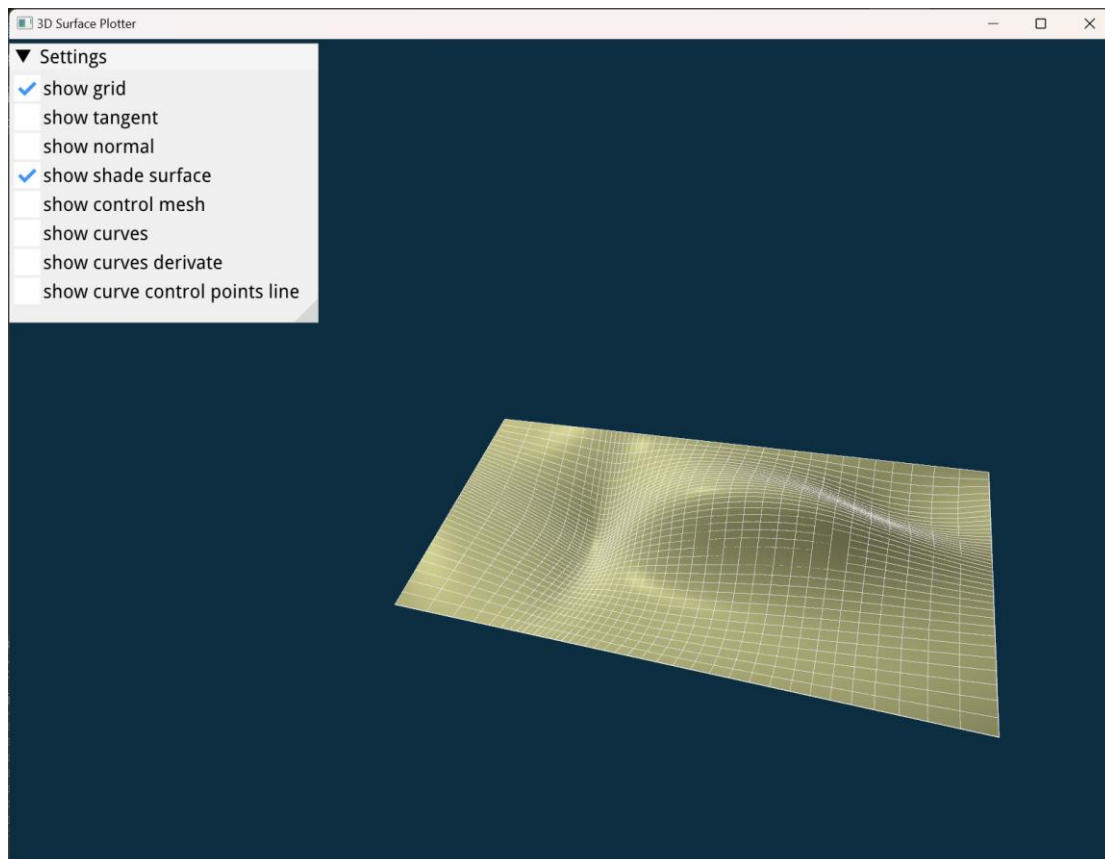 3D Surface Plotter
Settings
show grid
show tangent
show normal
show shade surface
show control mesh
show curves
show curves derivate
show curve control points line